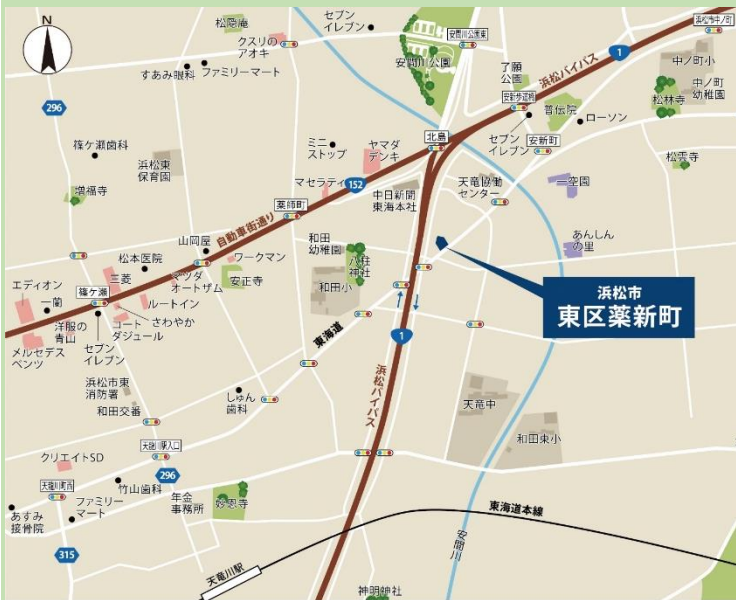 N
松隠庵
クスリの
アオキ
セブン
イレブン
安間川公園東
安間川公園
1
浜松バイパス
浜松市中ノ町
中ノ町小
中ノ町
幼稚園
松林寺
松雲寺
了願
公園
安新歩道橋
普伝院
ローソン
セブン
イレブン
安新町
すあみ眼科
ファミリーマート
296
篠ケ瀬歯科
浜松東
保育園
増福寺
ミニ
ストップ
ヤマダ
デンキ
北島
152
マセラティ
中日新聞
東海本社
天竜協働
センター
一空園
あんしん
の里
薬師町
自動車街通り
山岡屋
ワークマン
和田
幼稚園
八柱
神社
和田小
松本医院
マツダ
オートザム
安正寺
エディオン
一蘭
三菱
篠ケ瀬
ルートイン
さわやか
コート
ダジュール
洋服の
青山
セブン
イレブン
メルセデス
ベンツ
浜松市
東区薬新町
東海道
1
浜松バイパス
浜松市東
消防署
和田交番
しゅん
歯科
天竜中
和田東小
クリエイトSD
天龍川駅入口
296
天龍川町西
ファミリー
マート
竹山歯科
年金
事務所
妙恩寺
あすみ
接骨院
315
東海道本線
安間川
天竜川駅
神明神社